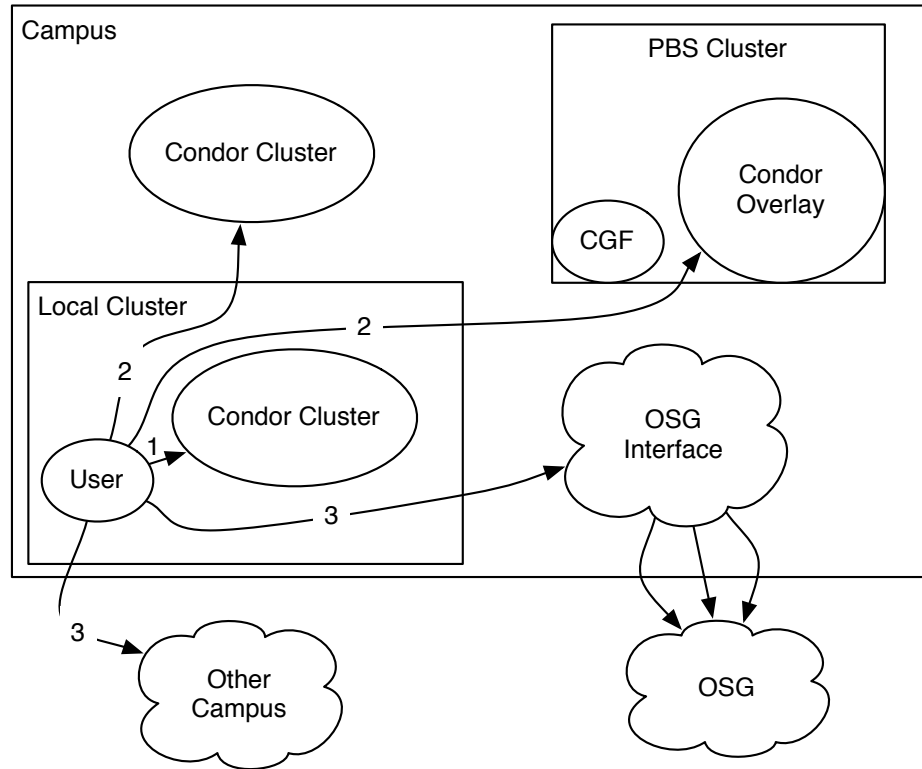 Campus
PBS Cluster
Condor Cluster
Condor
Overlay
CGF
Local Cluster
2
2
Condor Cluster
OSG
Interface
1
User
3
3
Other
Campus
OSG